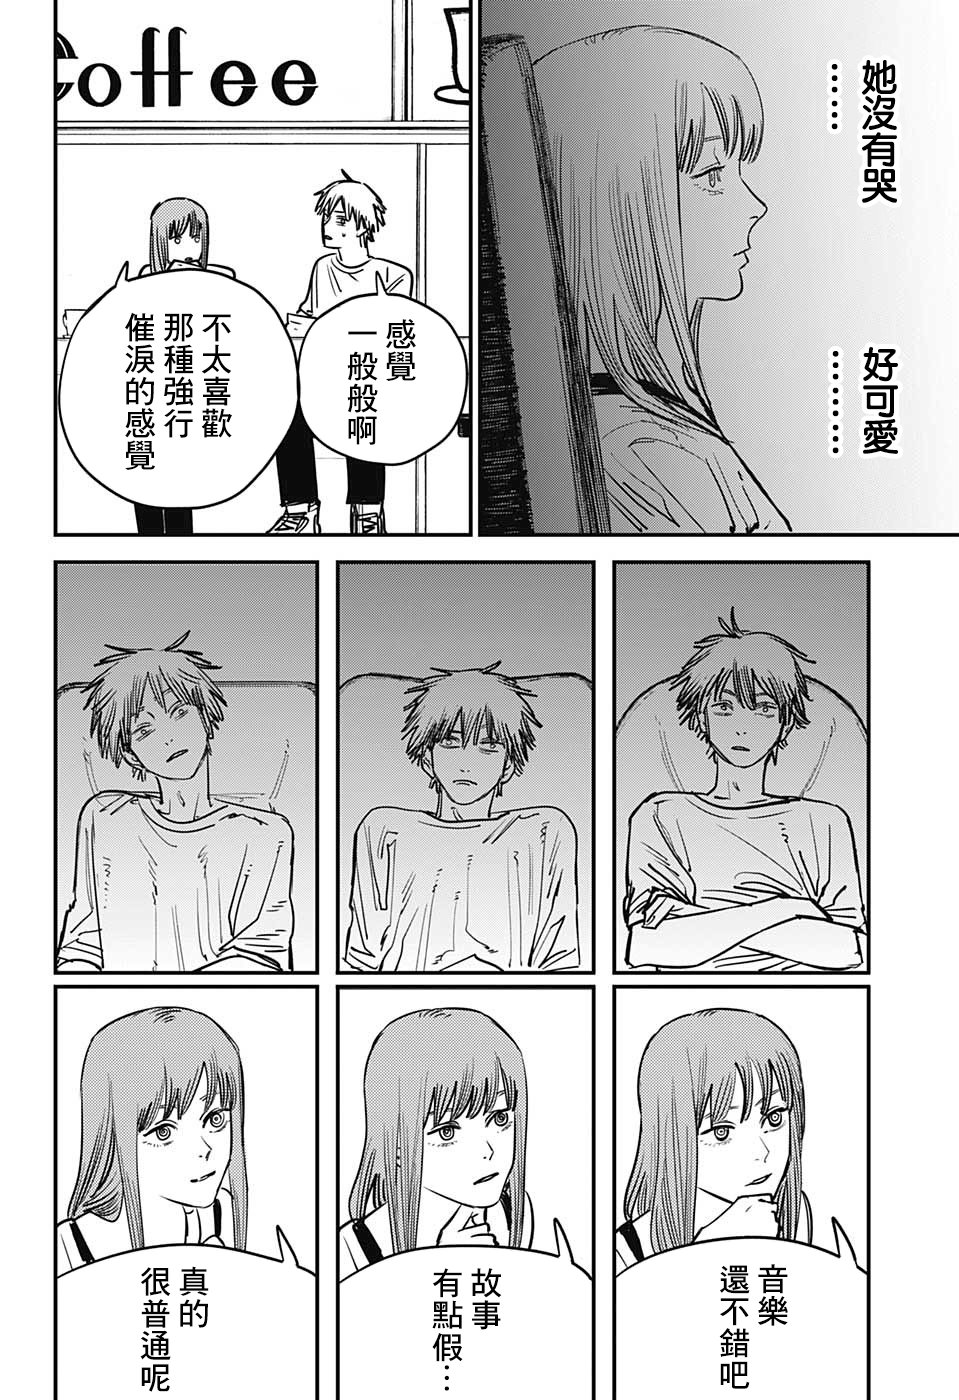 她沒有哭
……
好可愛
………
Coffee
感覺
一般般啊
不太喜歡
那種強行
催淚的感覺
音樂
還不錯吧
故事
有點假…
真的
很普通呢